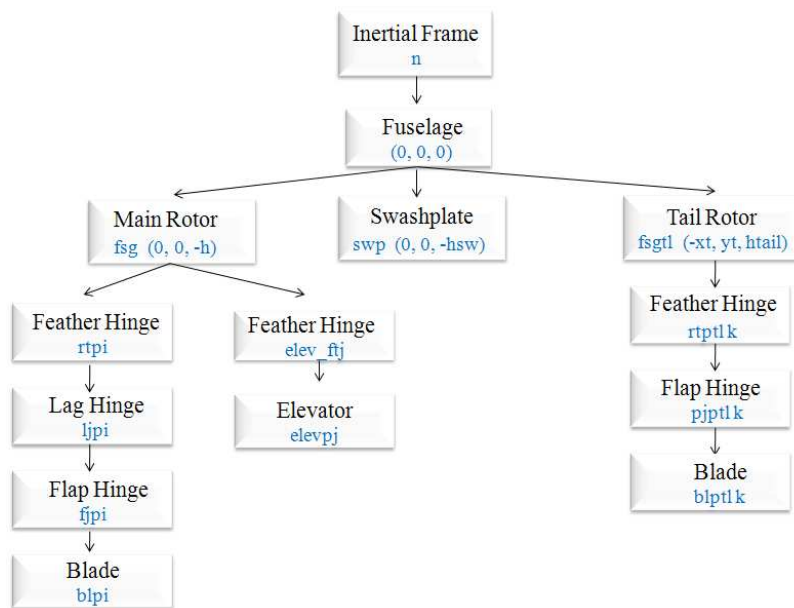 Inertial Frame
n
Fuselage
(0, 0, 0)
Main Rotor
fsg (0, 0, -h)
Swashplate
swp (0, 0, -hsw)
Tail Rotor
fsgtl (-xt, yt, htail)
Feather Hinge
rtpi
Lag Hinge
ljpi
Flap Hinge
fjpi
Blade
blpi
Feather Hinge
elev_ftj
Elevator
elevpj
Feather Hinge
rtptl k
Flap Hinge
pjptl k
Blade
blptl k